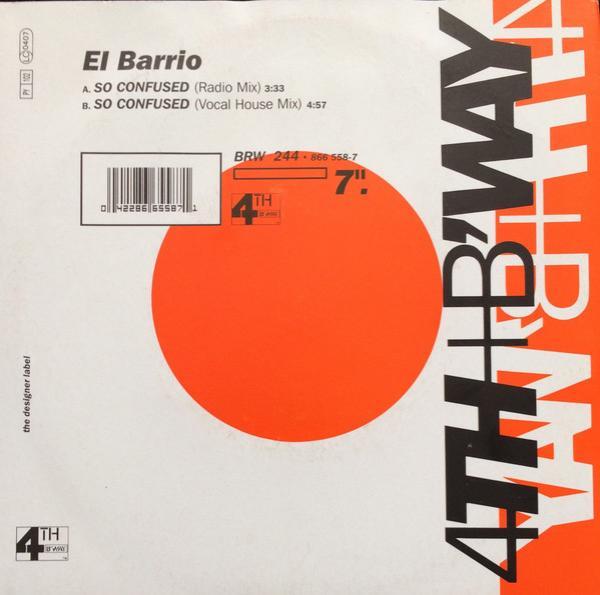 El Barrio
A. SO CONFUSED (Radio Mix) 3:33
B. SO CONFUSED (Vocal House Mix) 4:57
LC 0407
PY 102
BRW 244 • 866 558-7
7".
0 42286 65587 1
4TH
B'WAY
4TH B'WAY
4TH B'WAY
the designer label
4TH
B'WAY